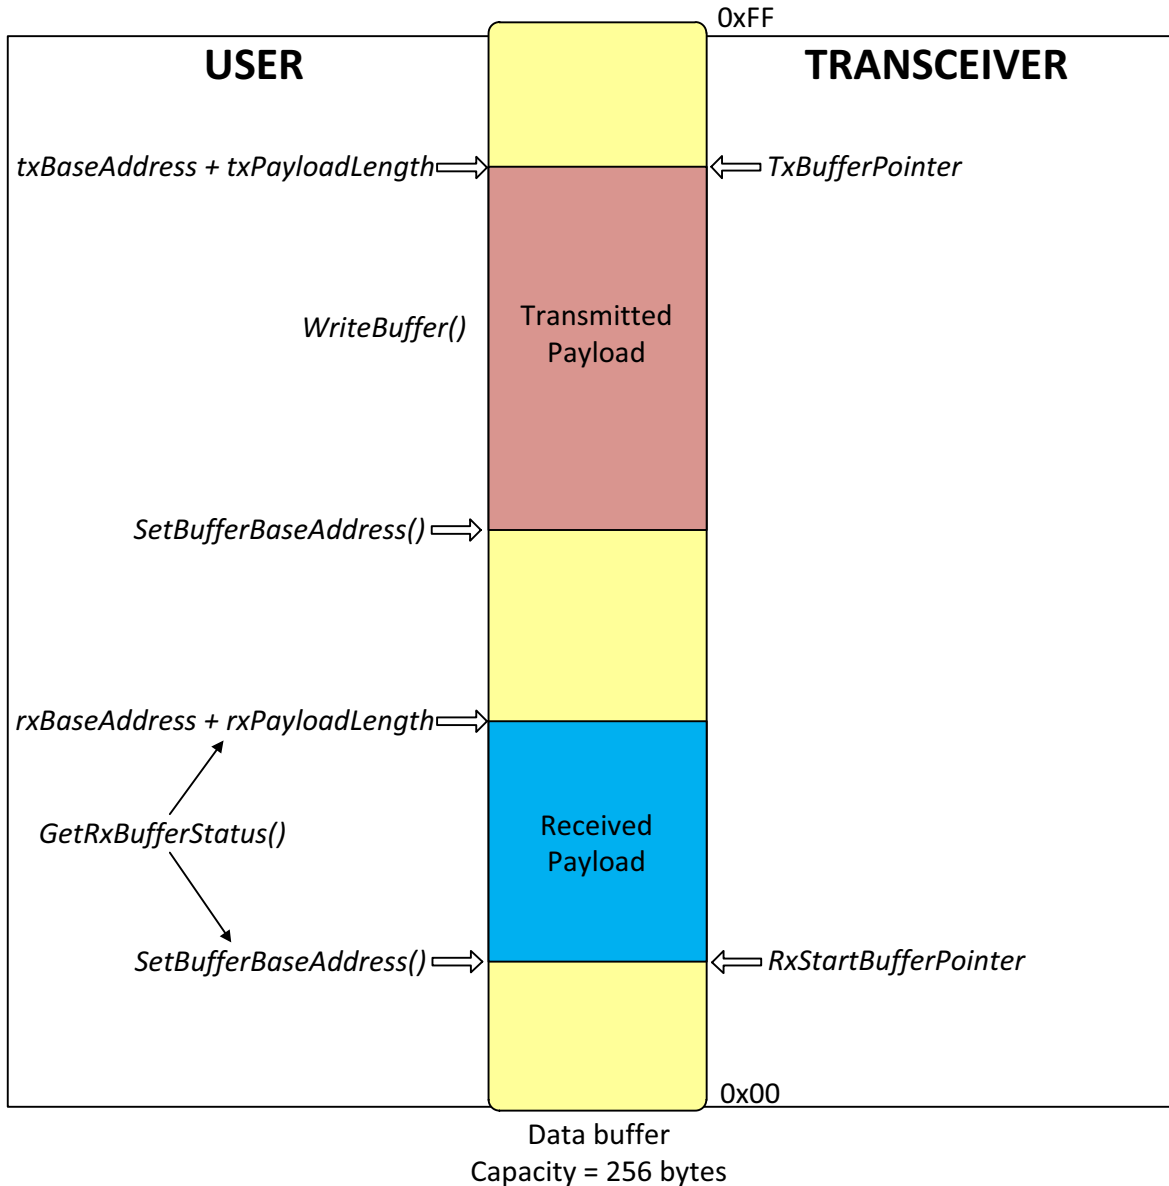 0xFF
USER
TRANSCEIVER
txBaseAddress + txPayloadLength
TxBufferPointer
WriteBuffer()
Transmitted
Payload
SetBufferBaseAddress()
rxBaseAddress + rxPayloadLength
GetRxBufferStatus()
Received
Payload
SetBufferBaseAddress()
RxStartBufferPointer
0x00
Data buffer
Capacity = 256 bytes